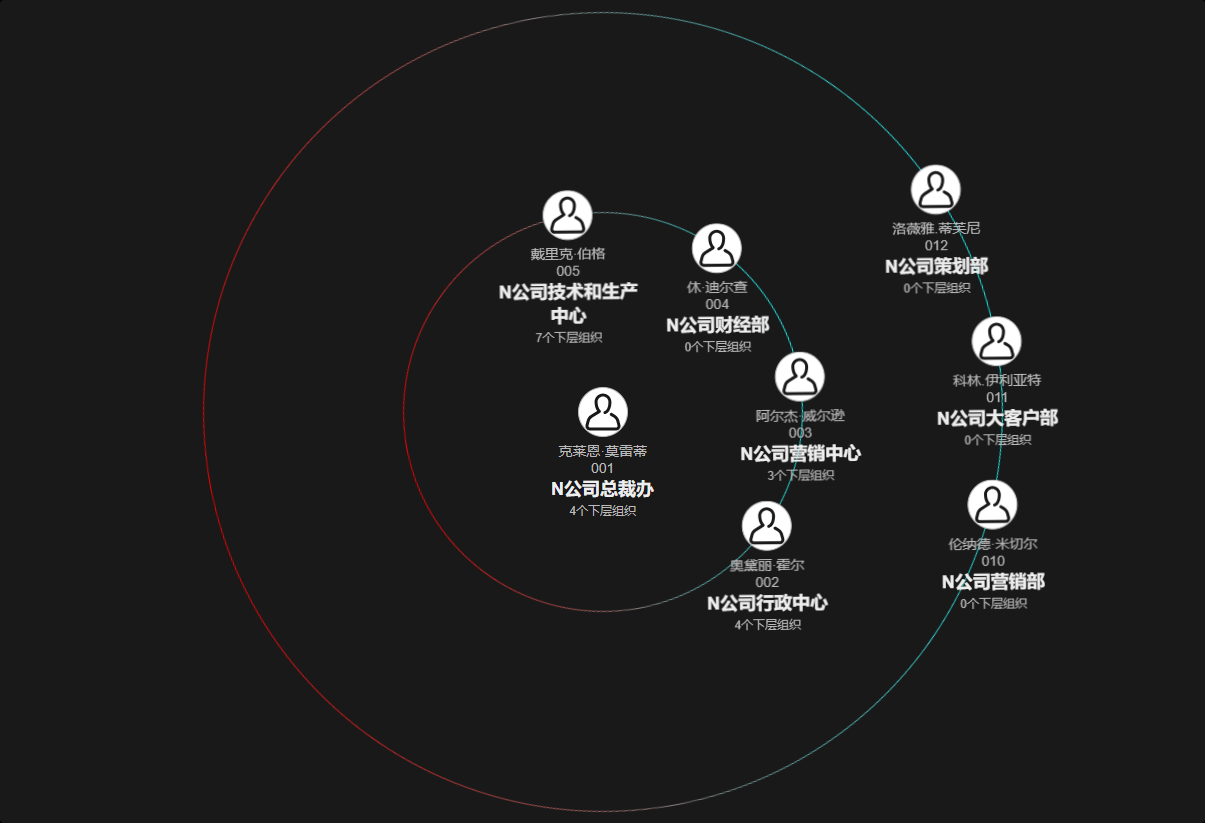 洛薇雅.蒂芙尼
012
N公司策划部
0个下层组织
戴里克·伯格
005
N公司技术和生产
中心
7个下层组织
休·迪尔查
004
N公司财经部
0个下层组织
科林.伊利亚特
011
N公司大客户部
0个下层组织
阿尔杰·威尔逊
003
N公司营销中心
3个下层组织
克莱恩·莫雷蒂
001
N公司总裁办
4个下层组织
伦纳德·米切尔
010
N公司营销部
0个下层组织
奥黛丽·霍尔
002
N公司行政中心
4个下层组织